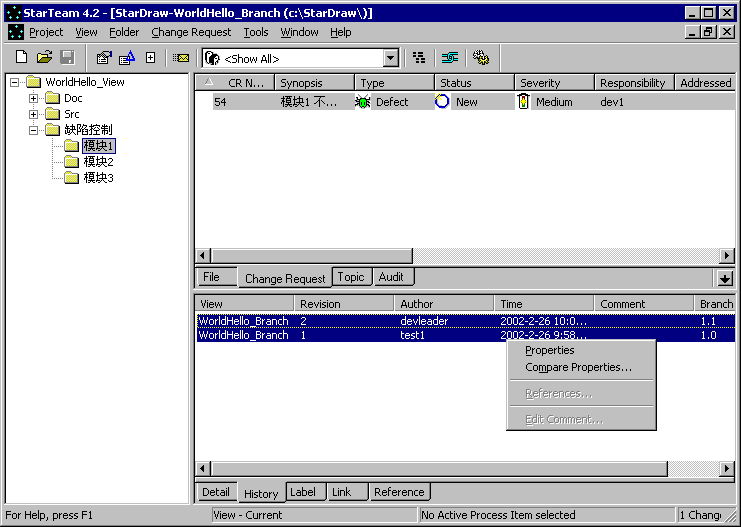 StarTeam 4.2 - [StarDraw-WorldHello_Branch (c:\StarDraw\)]
Project View Folder Change Request Tools Window Help
<Show All>
WorldHello_View
Doc
Src
缺陷控制
模块1
模块2
模块3
CR N... Synopsis Type Status Severity Responsibility Addressed
54 模块1 不... Defect New Medium dev1
File Change Request Topic Audit
View Revision Author Time Comment Branch
WorldHello_Branch 2 devleader 2002-2-26 10:0... 1.1
WorldHello_Branch 1 test1 2002-2-26 9:58... 1.0
Properties
Compare Properties...
References...
Edit Comment...
Detail History Label Link Reference
For Help, press F1 View - Current No Active Process Item selected 1 Chang